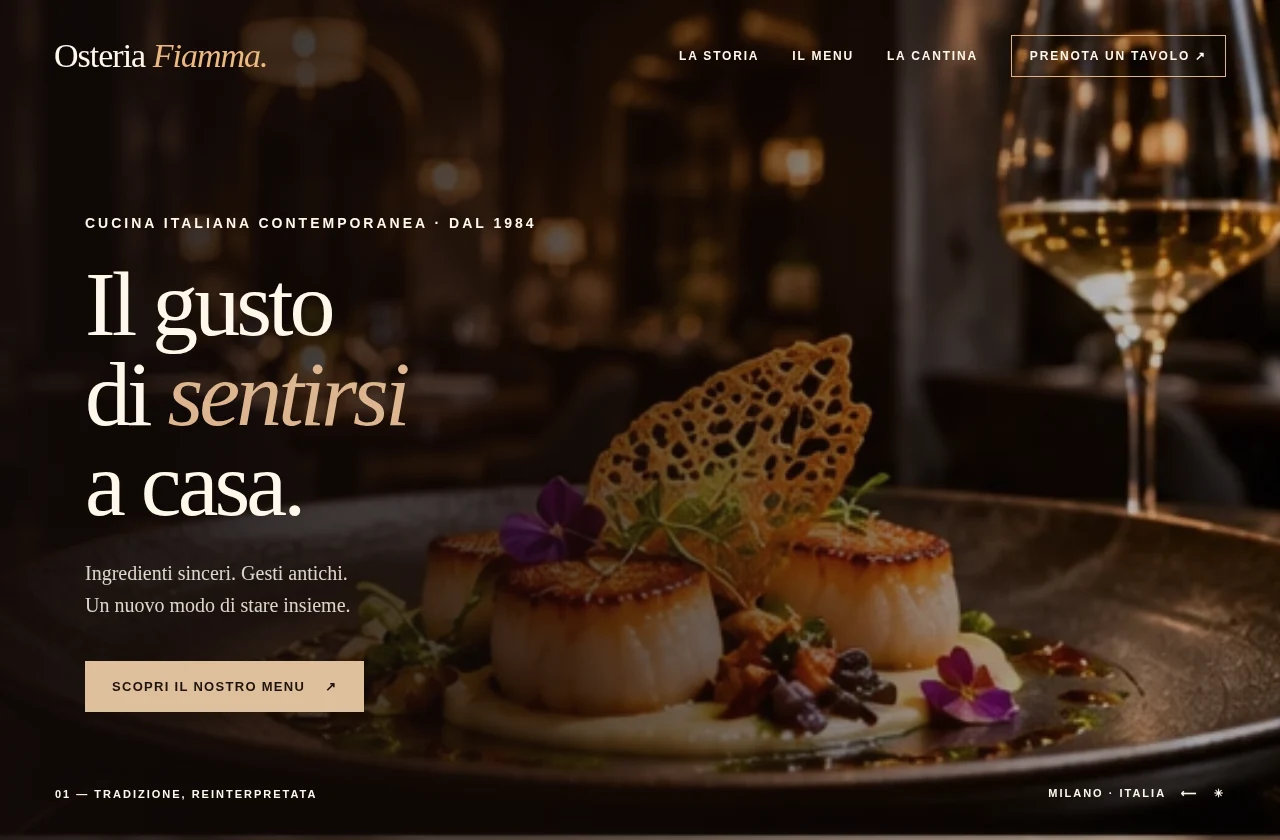 Osteria Fiamma.
LA STORIA
IL MENU
LA CANTINA
PRENOTA UN TAVOLO ↗
CUCINA ITALIANA CONTEMPORANEA · DAL 1984
Il gusto
di sentirsi
a casa.
Ingredienti sinceri. Gesti antichi.
Un nuovo modo di stare insieme.
SCOPRI IL NOSTRO MENU ↗
01 — TRADIZIONE, REINTERPRETATA
MILANO · ITALIA ⟵ ✳